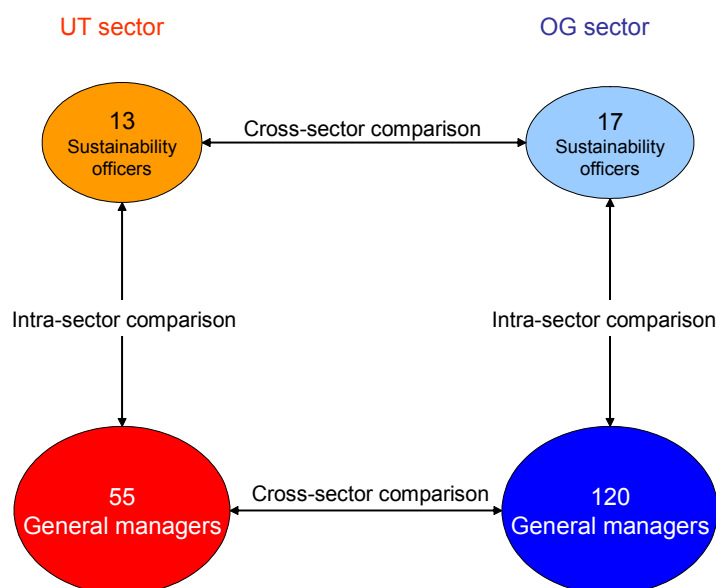 UT sector
OG sector
13
Sustainability
officers
Cross-sector comparison
17
Sustainability
officers
Intra-sector comparison
Intra-sector comparison
55
General managers
Cross-sector comparison
120
General managers